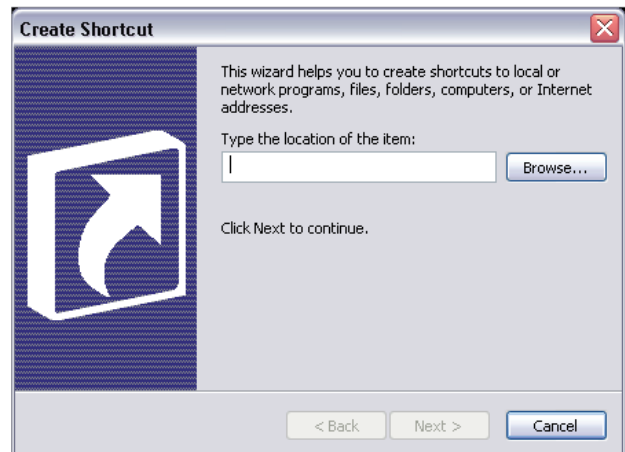 Create Shortcut
This wizard helps you to create shortcuts to local or
network programs, files, folders, computers, or Internet
addresses.
Type the location of the item:
Browse...
Click Next to continue.
< Back
Next >
Cancel